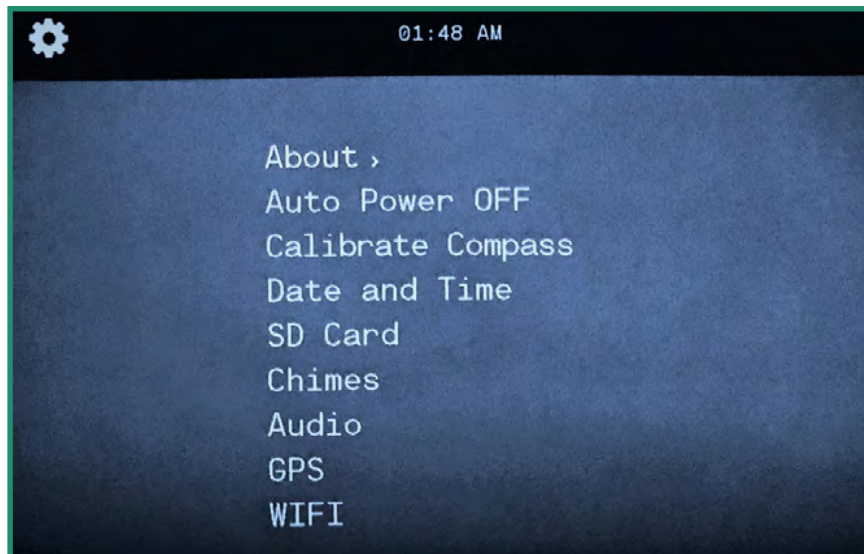 01:48 AM
About ›
Auto Power OFF
Calibrate Compass
Date and Time
SD Card
Chimes
Audio
GPS
WIFI